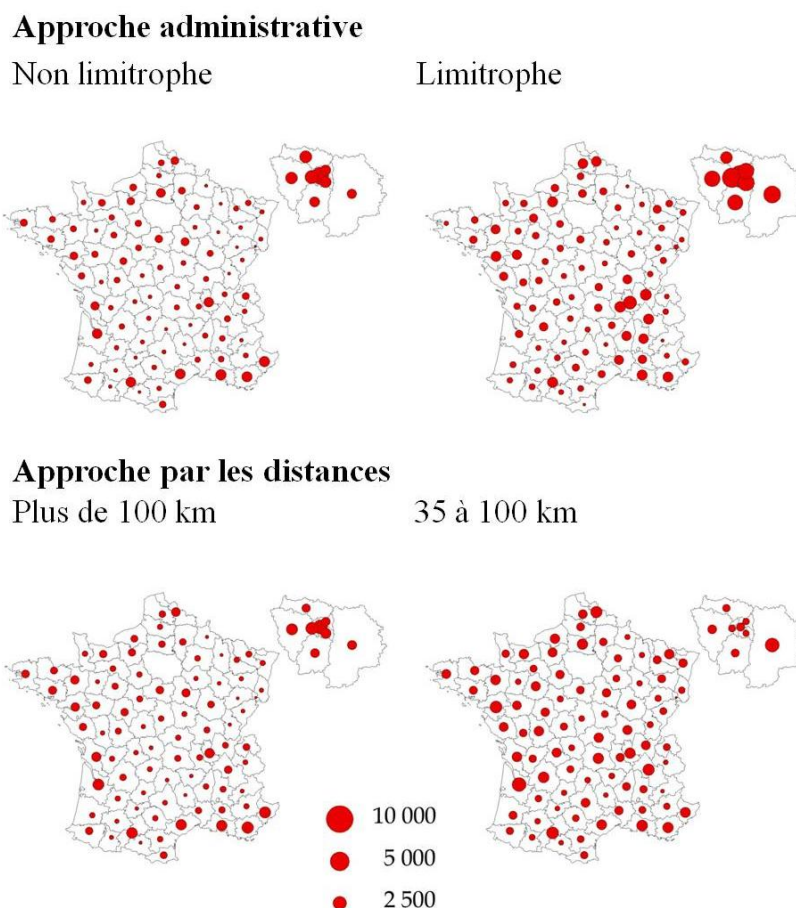 Approche administrative
Non limitrophe
Limitrophe
Approche par les distances
Plus de 100 km
35 à 100 km
10 000
5 000
2 500